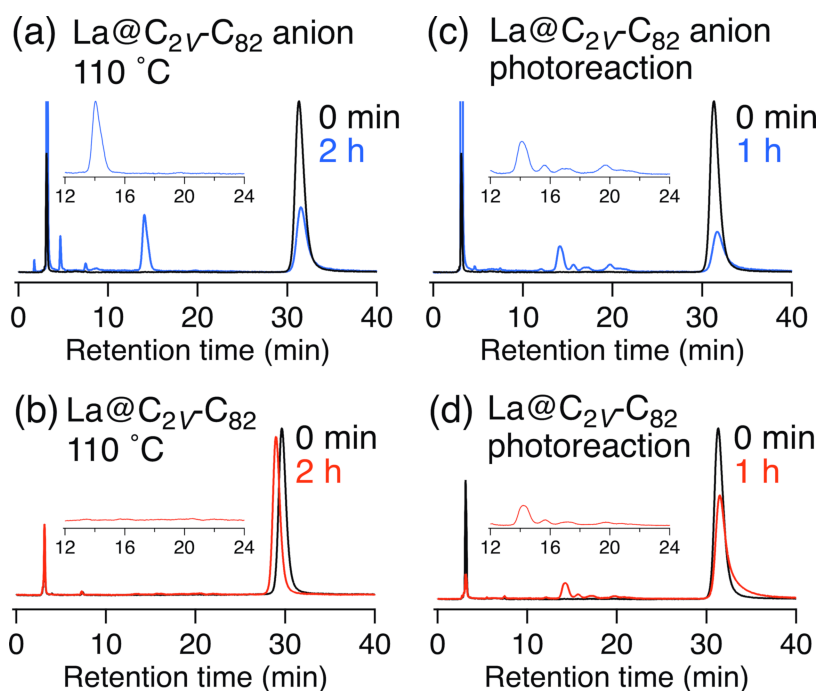 (a) La@C2V-C82 anion
110 °C
0 min
2 h
12 16 20 24
0 10 20 30 40
Retention time (min)
(c) La@C2V-C82 anion
photoreaction
0 min
1 h
12 16 20 24
0 10 20 30 40
Retention time (min)
(b) La@C2V-C82
110 °C
0 min
2 h
12 16 20 24
0 10 20 30 40
Retention time (min)
(d) La@C2V-C82
photoreaction
0 min
1 h
12 16 20 24
0 10 20 30 40
Retention time (min)